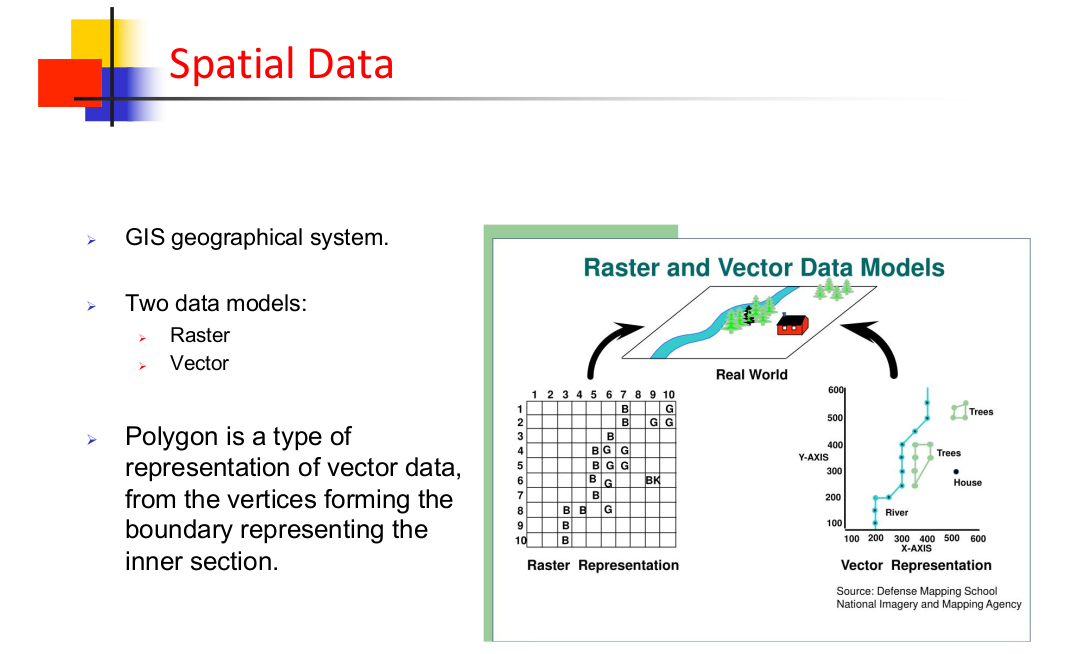 Spatial Data
GIS geographical system.
Two data models:
Raster
Vector
Polygon is a type of
representation of vector data,
from the vertices forming the
boundary representing the
inner section.
Raster and Vector Data Models
Real World
1 2 3 4 5 6 7 8 9 10
1 B G
2 B G G
3 B
4 B G G
5 B G G
6 B G BK
7 B
8 B B G
9 B
10 B
Raster Representation
600
500
400
300
200
100
Y-AXIS
Trees
Trees
House
River
100 200 300 400 500 600
X-AXIS
Vector Representation
Source: Defense Mapping School
National Imagery and Mapping Agency